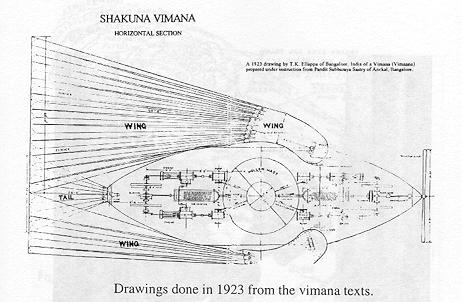 SHAKUNA VIMANA
HORIZONTAL SECTION
A 1923 drawing by T.K. Ellappa of Bangalore, India of a Vimana (Vimaana)
prepared under instruction from Pandit Subbaraya Sastry of Anekal, Bangalore.
WING
WING
TAIL
WING
Drawings done in 1923 from the vimana texts.